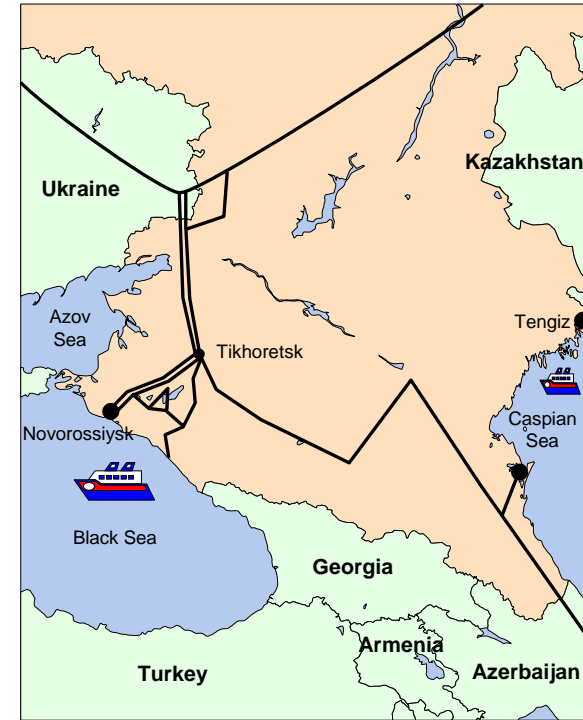 Kazakhstan
Ukraine
Azov
Sea
Tengiz
Tikhoretsk
Caspian
Sea
Novorossiysk
Black Sea
Georgia
Armenia
Turkey
Azerbaijan